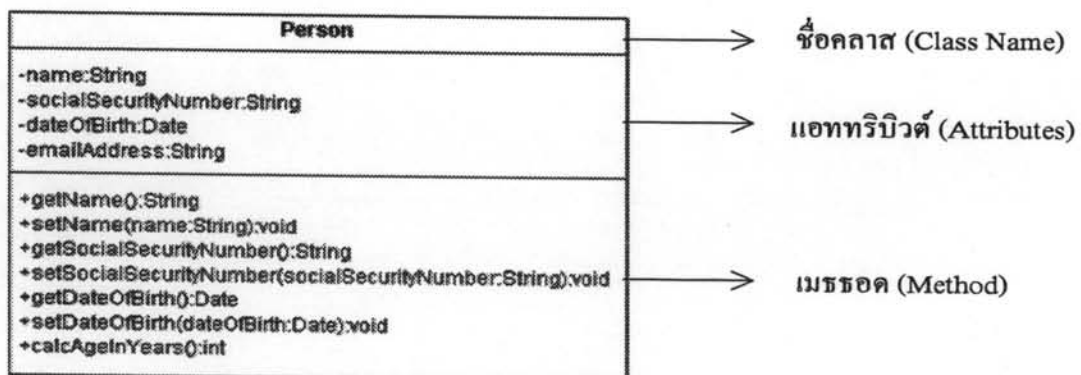 Person
-name:String
-socialSecurityNumber:String
-dateOfBirth:Date
-emailAddress:String
+getName():String
+setName(name:String):void
+getSocialSecurityNumber():String
+setSocialSecurityNumber(socialSecurityNumber:String):void
+getDateOfBirth():Date
+setDateOfBirth(dateOfBirth:Date):void
+calcAgeInYears():int
ชื่อคลาส (Class Name)
แอททริบิวต์ (Attributes)
เมธธอด (Method)